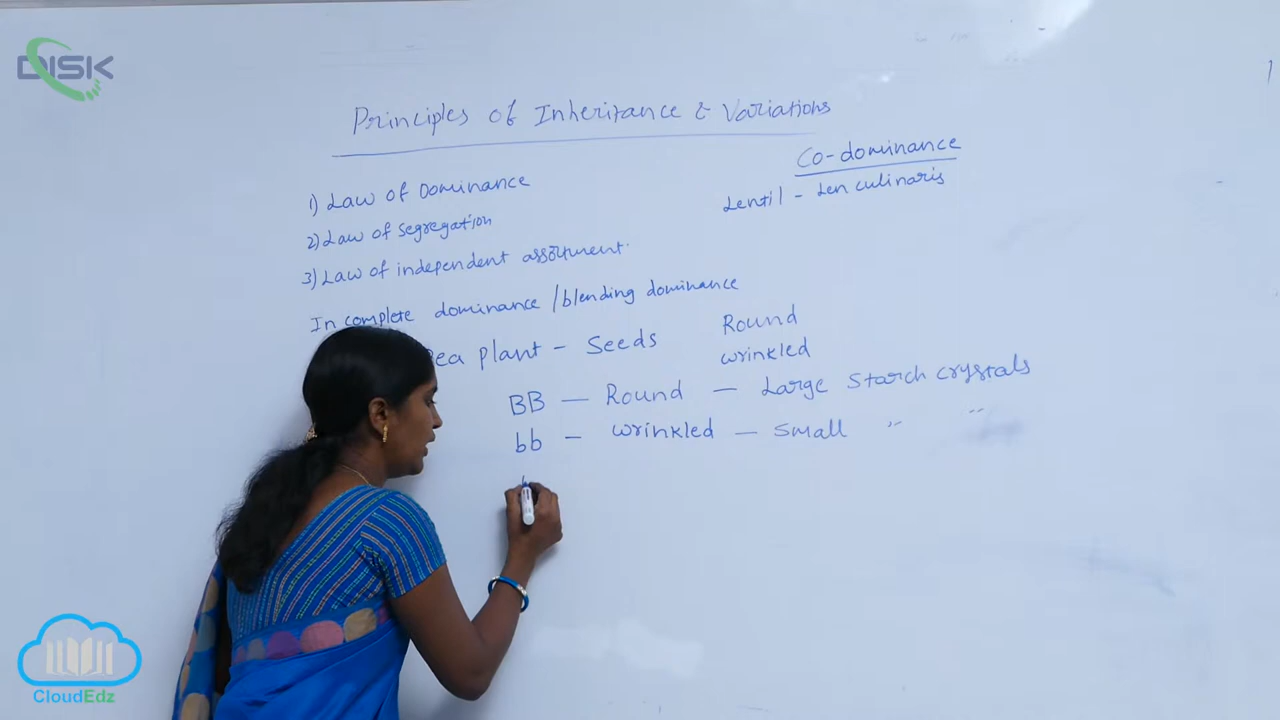 DISK
Principles of Inheritance & Variations
1) Law of Dominance
2) Law of segregation
3) Law of independent assortment.
In complete dominance / blending dominance
Co-dominance
Lentil - Len culinaris
Pea plant - Seeds
Round
wrinkled
BB - Round - Large starch crystals
bb - wrinkled - small " "
CloudEdz